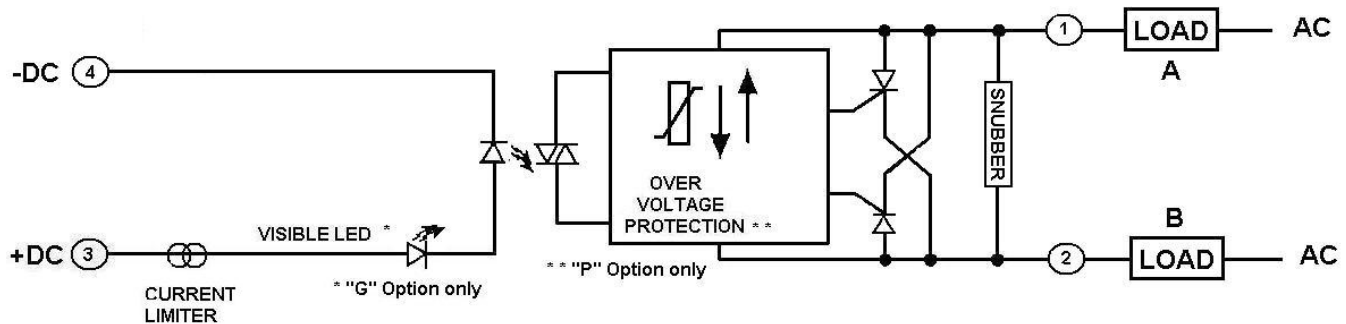 1
LOAD
AC
A
-DC
4
SNUBBER
OVER
VOLTAGE
PROTECTION * *
B
+DC
3
VISIBLE LED *
* "G" Option only
* * "P" Option only
2
LOAD
AC
CURRENT
LIMITER